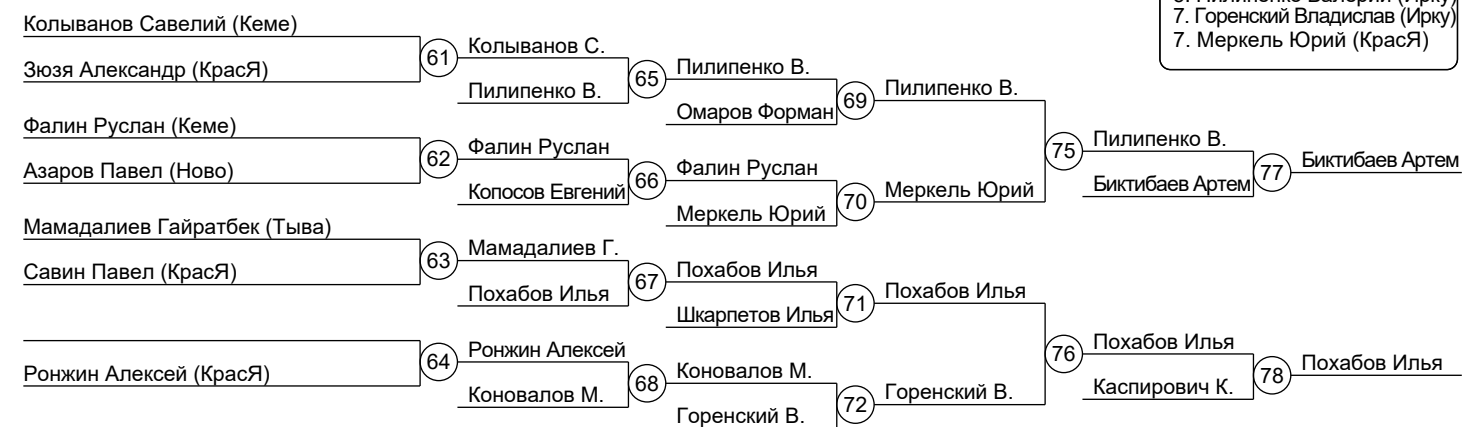 5. Пилипенко Валерий (Ирку)
7. Горенский Владислав (Ирку)
7. Меркель Юрий (КрасЯ)
Колыванов Савелий (Кеме)
Зюзя Александр (КрасЯ)
61
Колыванов С.
Пилипенко В.
65
Пилипенко В.
Омаров Форман
69
Пилипенко В.
Фалин Руслан (Кеме)
Азаров Павел (Ново)
62
Фалин Руслан
Копосов Евгений
66
Фалин Руслан
Меркель Юрий
70
Меркель Юрий
75
Пилипенко В.
Биктибаев Артем
77
Биктибаев Артем
Мамадалиев Гайратбек (Тыва)
Савин Павел (КрасЯ)
63
Мамадалиев Г.
Похабов Илья
67
Похабов Илья
Шкарпетов Илья
71
Похабов Илья
Ронжин Алексей (КрасЯ)
64
Ронжин Алексей
Коновалов М.
68
Коновалов М.
Горенский В.
72
Горенский В.
76
Похабов Илья
Каспирович К.
78
Похабов Илья